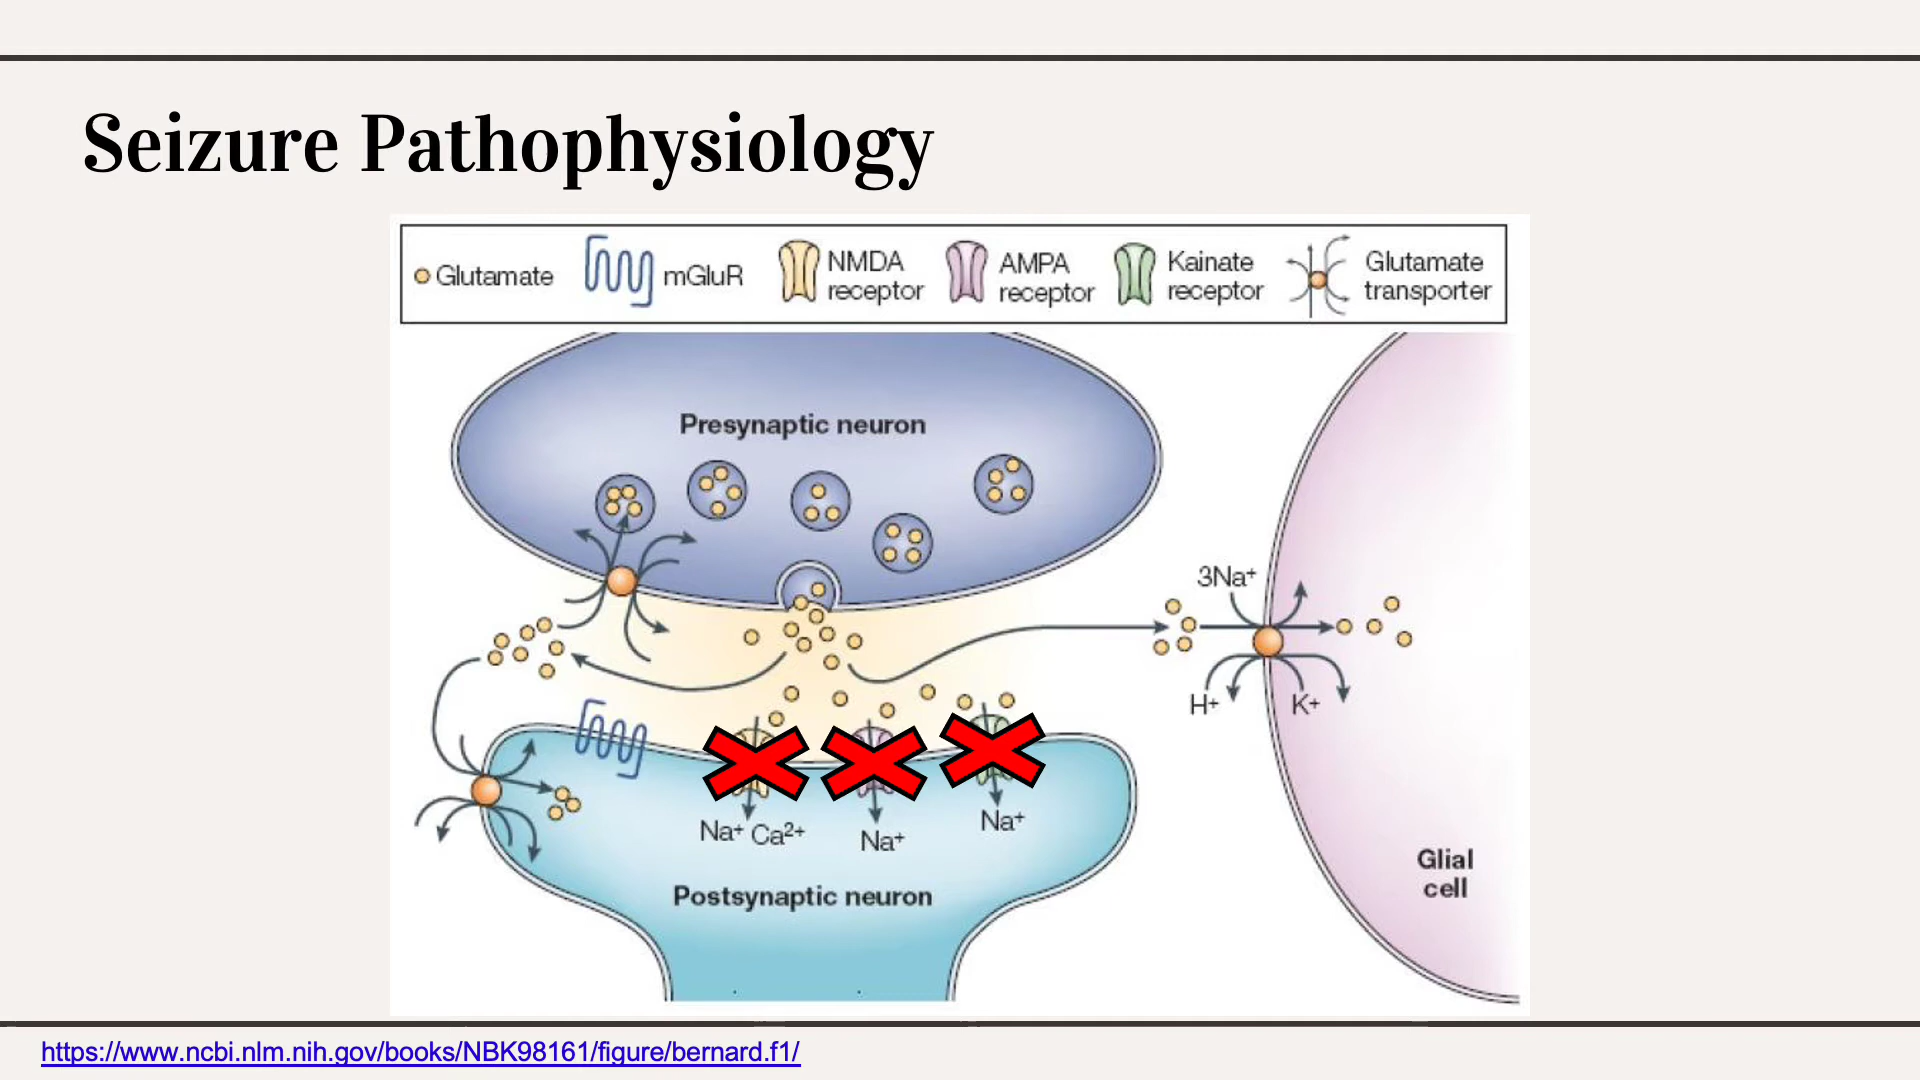 Seizure Pathophysiology
Glutamate
mGluR
NMDA
receptor
AMPA
receptor
Kainate
receptor
Glutamate
transporter
Presynaptic neuron
3Na⁺
H⁺
K⁺
Na⁺ Ca²⁺
Na⁺
Na⁺
Postsynaptic neuron
Glial
cell
https://www.ncbi.nlm.nih.gov/books/NBK98161/figure/bernard.f1/